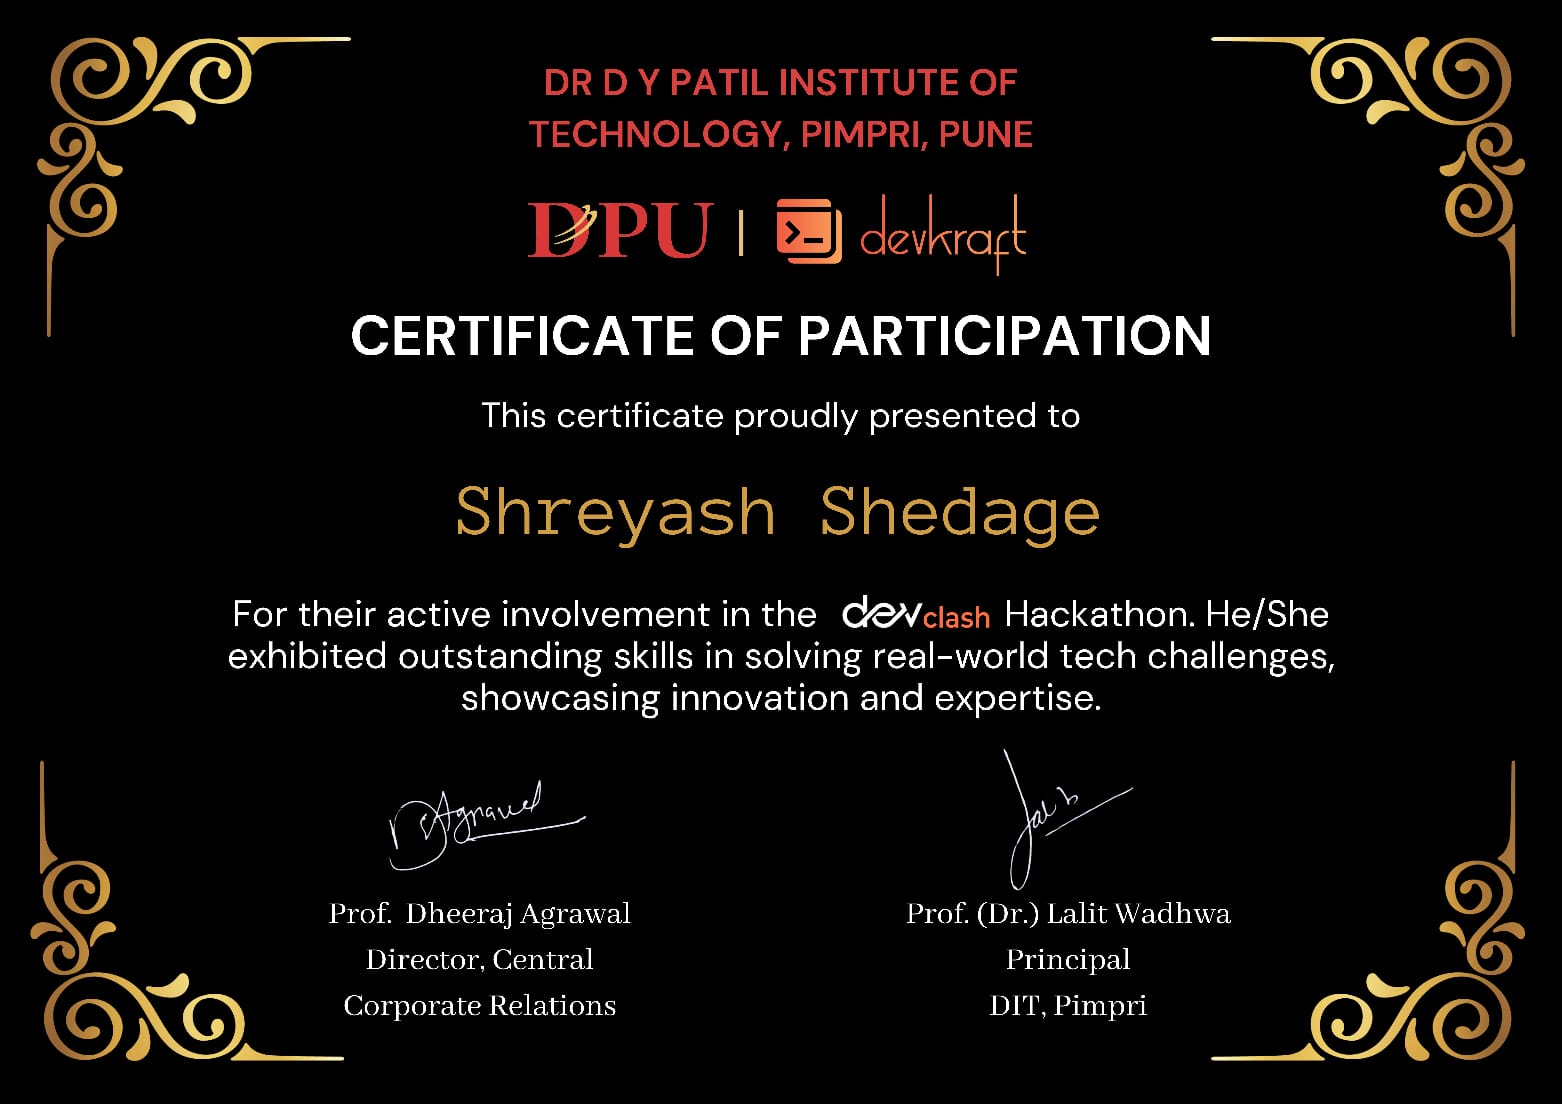 DR D Y PATIL INSTITUTE OF
TECHNOLOGY, PIMPRI, PUNE
DPU | devkraft
CERTIFICATE OF PARTICIPATION
This certificate proudly presented to
Shreyash Shedage
For their active involvement in the devclash Hackathon. He/She
exhibited outstanding skills in solving real-world tech challenges,
showcasing innovation and expertise.
Prof. Dheeraj Agrawal
Director, Central
Corporate Relations
Prof. (Dr.) Lalit Wadhwa
Principal
DIT, Pimpri